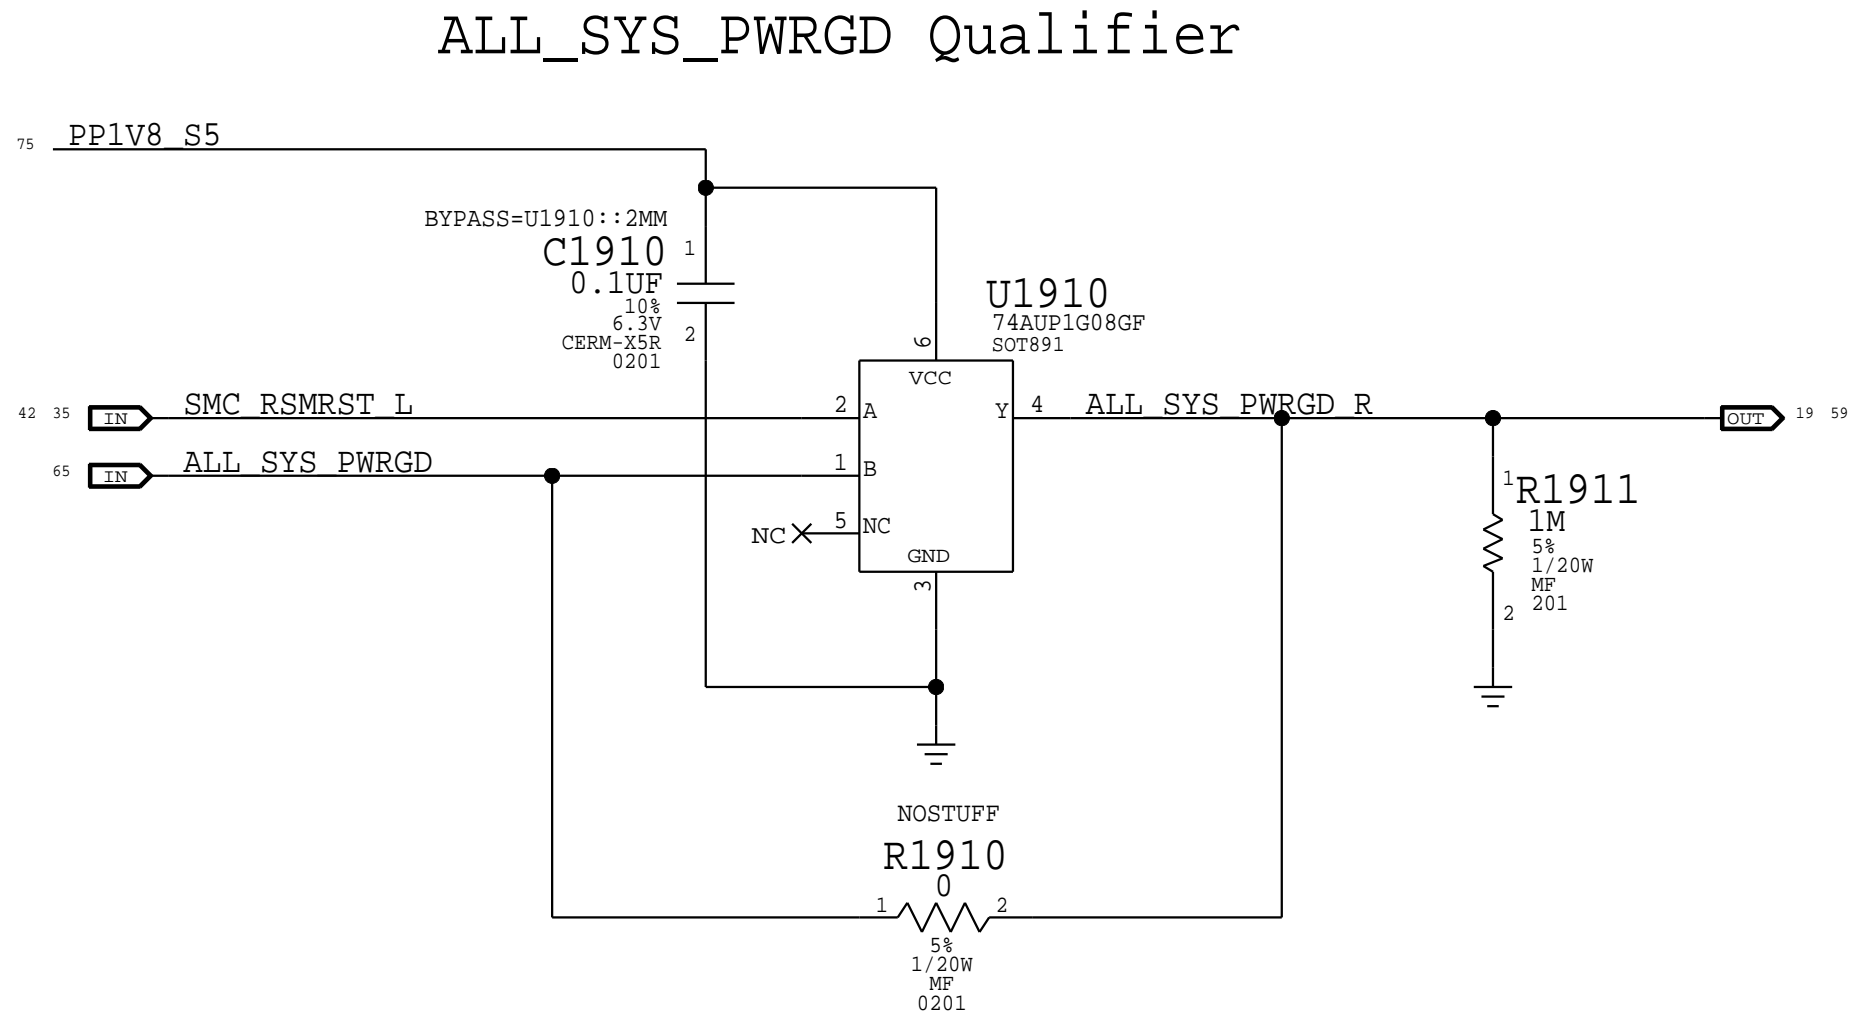 ALL_SYS_PWRGD Qualifier
75 PP1V8_S5
BYPASS=U1910::2MM
C1910 1
0.1UF
10%
6.3V
CERM-X5R
0201
2
U1910
74AUP1G08GF
SOT891
6
VCC
42 35 IN SMC_RSMRST_L 2 A
Y 4 ALL_SYS_PWRGD_R OUT 19 59
65 IN ALL_SYS_PWRGD 1 B
NC 5 NC
GND
3
1 R1911
1M
5%
1/20W
MF
201
2
NOSTUFF
R1910
0
1 2
5%
1/20W
MF
0201